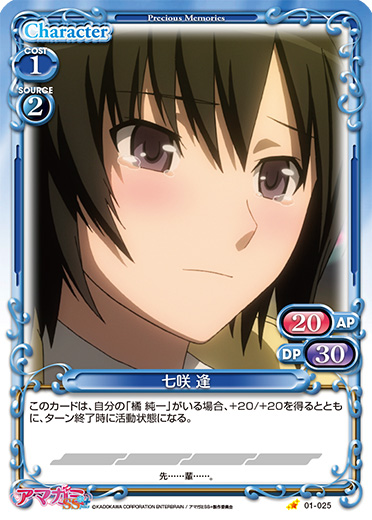 Precious Memories
Character
COST
1
SOURCE
2
20 AP
DP 30
七咲 逢
このカードは、自分の「橘 純一」がいる場合、+20/+20を得るととも
に、ターン終了時に活動状態になる。
先……輩……。
アマガミSS
©KADOKAWA CORPORATION ENTERBRAIN / アマガミSS+製作委員会
01-025